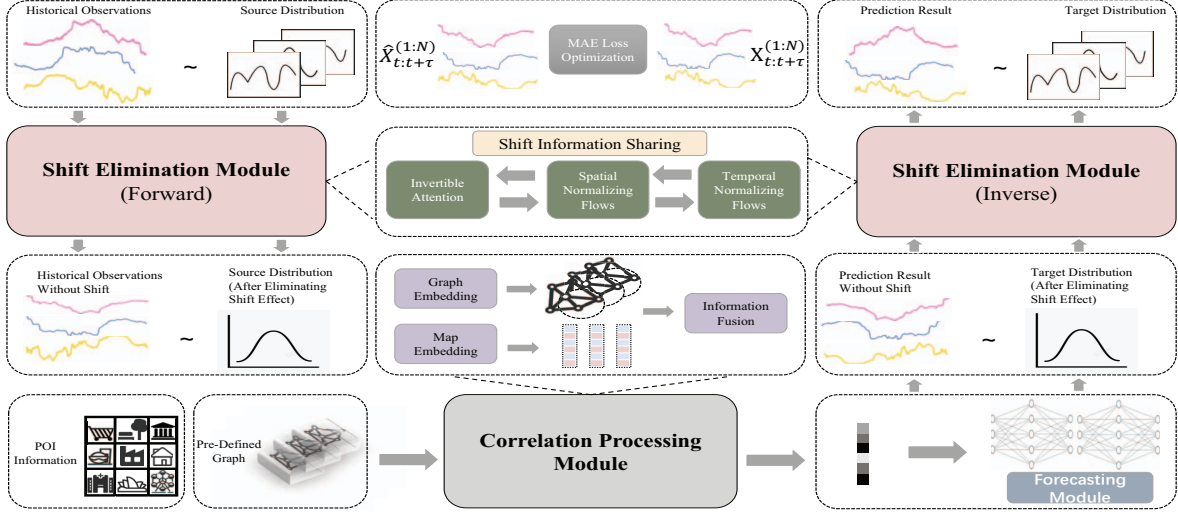 Historical Observations
Source Distribution
~
X̂_{t:t+τ}^{(1:N)}
MAE Loss
Optimization
X_{t:t+τ}^{(1:N)}
Prediction Result
Target Distribution
~
Shift Elimination Module
(Forward)
Shift Information Sharing
Invertible
Attention
Spatial
Normalizing
Flows
Temporal
Normalizing
Flows
Shift Elimination Module
(Inverse)
Historical Observations
Without Shift
~
Source Distribution
(After Eliminating
Shift Effect)
Graph
Embedding
Map
Embedding
Information
Fusion
Prediction Result
Without Shift
~
Target Distribution
(After Eliminating
Shift Effect)
POI
Information
Pre-Defined
Graph
Correlation Processing
Module
Forecasting
Module